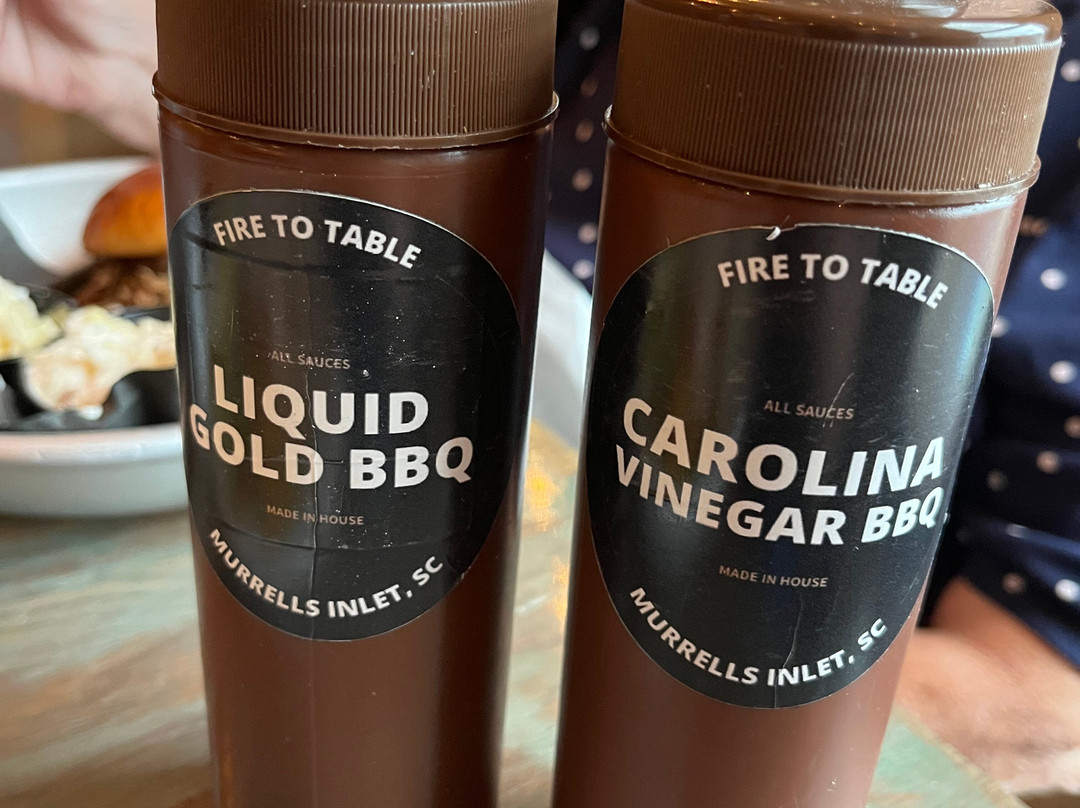 FIRE TO TABLE
ALL SAUCES
LIQUID
GOLD BBQ
MADE IN HOUSE
MURRELLS INLET, SC
FIRE TO TABLE
ALL SAUCES
CAROLINA
VINEGAR BBQ
MADE IN HOUSE
MURRELLS INLET, SC